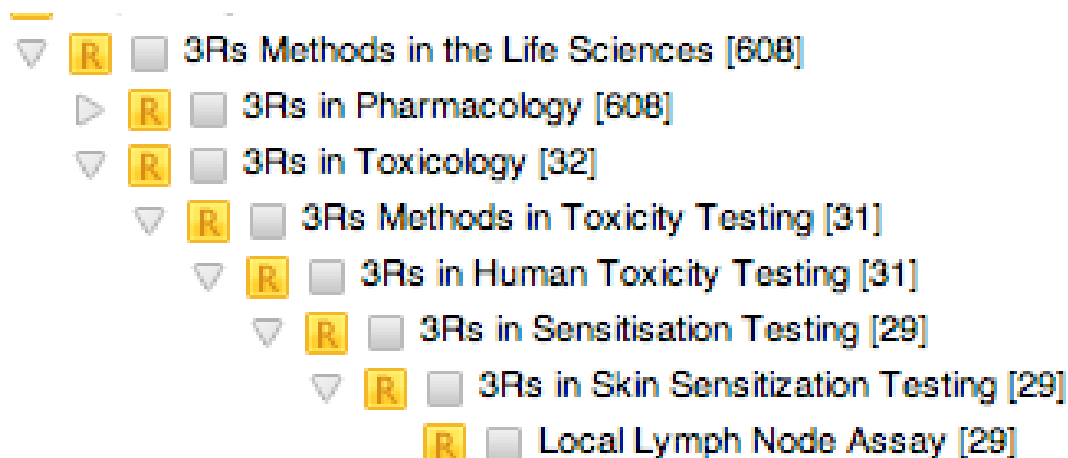 R 3Rs Methods in the Life Sciences [608]
R 3Rs in Pharmacology [608]
R 3Rs in Toxicology [32]
R 3Rs Methods in Toxicity Testing [31]
R 3Rs in Human Toxicity Testing [31]
R 3Rs in Sensitisation Testing [29]
R 3Rs in Skin Sensitization Testing [29]
R Local Lymph Node Assay [29]